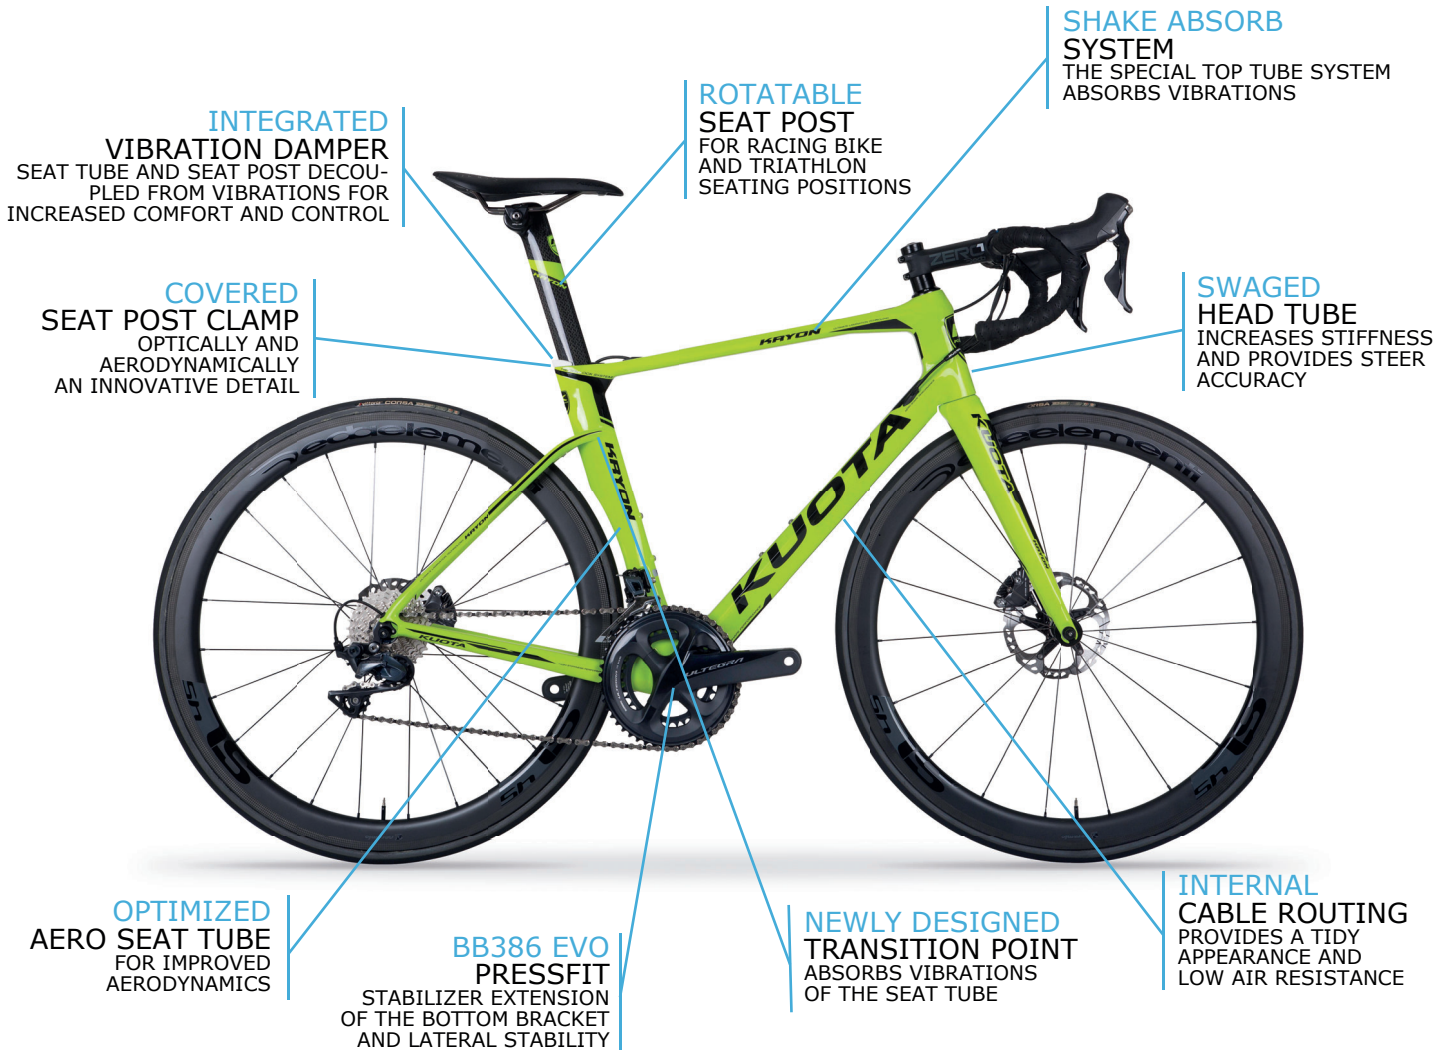 SHAKE ABSORB
SYSTEM
THE SPECIAL TOP TUBE SYSTEM
ABSORBS VIBRATIONS
ROTATABLE
SEAT POST
FOR RACING BIKE
AND TRIATHLON
SEATING POSITIONS
INTEGRATED
VIBRATION DAMPER
SEAT TUBE AND SEAT POST DECOU-
PLED FROM VIBRATIONS FOR
INCREASED COMFORT AND CONTROL
COVERED
SEAT POST CLAMP
OPTICALLY AND
AERODYNAMICALLY
AN INNOVATIVE DETAIL
SWAGED
HEAD TUBE
INCREASES STIFFNESS
AND PROVIDES STEER
ACCURACY
ZERO
KRYON
CORSA
KRYON
KUOTA
KUOTA
KRYON
KUOTA
ULTEGRA
OPTIMIZED
AERO SEAT TUBE
FOR IMPROVED
AERODYNAMICS
BB386 EVO
PRESSFIT
STABILIZER EXTENSION
OF THE BOTTOM BRACKET
AND LATERAL STABILITY
NEWLY DESIGNED
TRANSITION POINT
ABSORBS VIBRATIONS
OF THE SEAT TUBE
INTERNAL
CABLE ROUTING
PROVIDES A TIDY
APPEARANCE AND
LOW AIR RESISTANCE